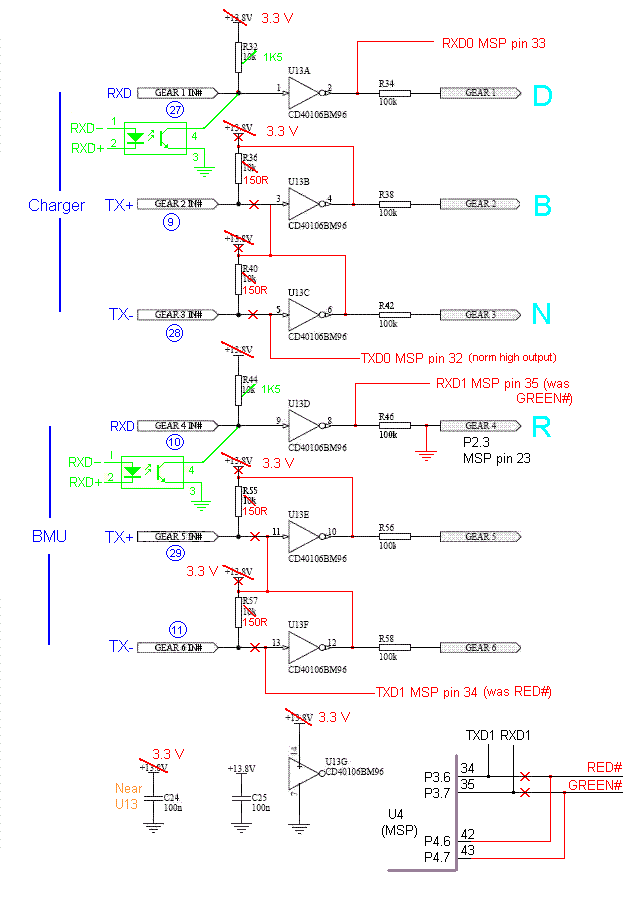 +13.8V 3.3 V
R32
10k 1K5
RXD0 MSP pin 33
U13A
RXD GEAR 1 IN# 1 2 R34 GEAR 1 D
27
100k
CD40106BM96
RXD- 1 4
RXD+ 2
3
+13.8V 3.3 V
R36
10k
150R
U13B
Charger TX+ GEAR 2 IN# 3 4 R38 GEAR 2 B
9
100k
CD40106BM96
+13.8V
R40
10k
150R
U13C
TX- GEAR 3 IN# 5 6 R42 GEAR 3 N
28
100k
CD40106BM96
+13.8V
TXD0 MSP pin 32 (norm high output)
R44
10k 1K5
RXD1 MSP pin 35 (was
GREEN#)
U13D
RXD GEAR 4 IN# 9 8 R46 GEAR 4 R
10
100k
CD40106BM96
P2.3
MSP pin 23
RXD- 1 4
RXD+ 2
3
+13.8V 3.3 V
R55
10k
150R
U13E
BMU TX+ GEAR 5 IN# 11 10 R56 GEAR 5
29
100k
CD40106BM96
3.3 V +13.8V
R57
10k
150R
U13F
11
TX- GEAR 6 IN# 13 12 R58 GEAR 6
100k
CD40106BM96
TXD1 MSP pin 34 (was RED#)
+13.8V 3.3 V
TXD1 RXD1
3.3 V
+13.8V
+13.8V
14
U13G
CD40106BM96
7
Near
U13
C24
100n
C25
100n
P3.6 34 RED#
P3.7 35 GREEN#
U4
(MSP)
P4.6 42
P4.7 43